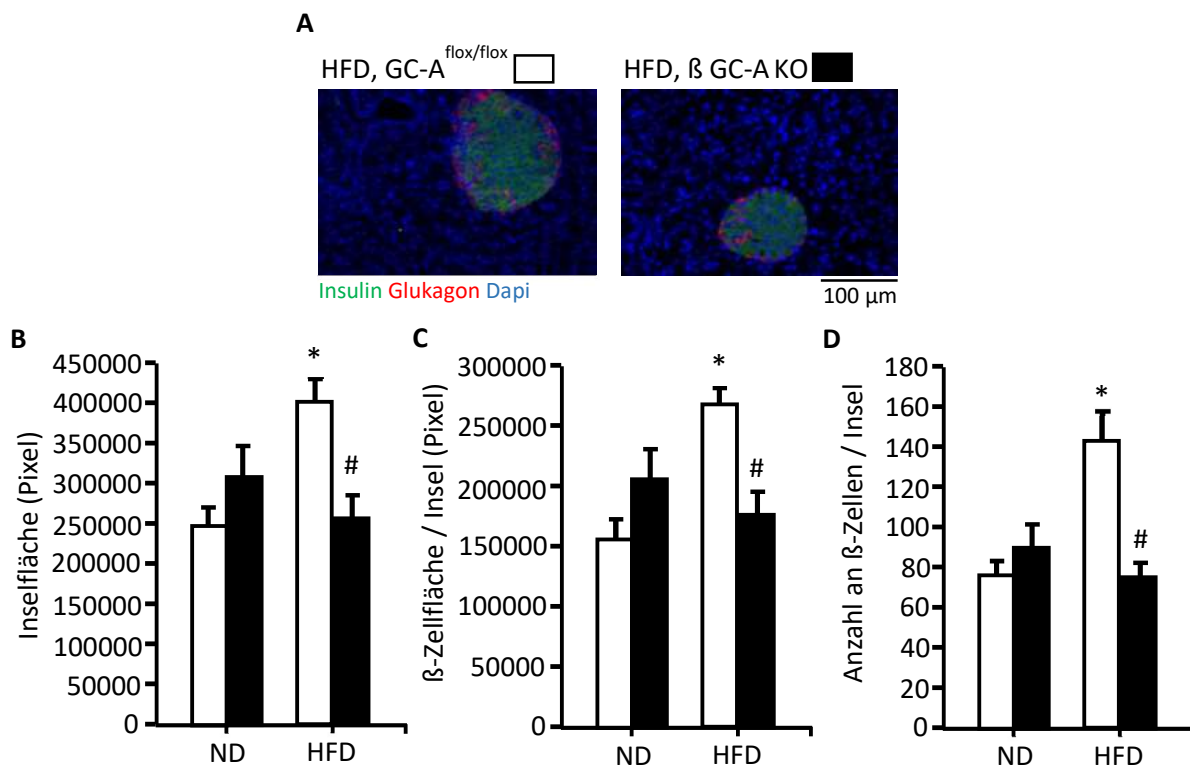 A
HFD, GC-A flox/flox
HFD, ß GC-A KO
Insulin Glukagon Dapi
100 µm
B
Inselfläche (Pixel)
450000
400000
350000
300000
250000
200000
150000
100000
50000
0
*
#
ND
HFD
C
ß-Zellfläche / Insel (Pixel)
300000
250000
200000
150000
100000
50000
0
*
#
ND
HFD
D
Anzahl an ß-Zellen / Insel
180
160
140
120
100
80
60
40
20
0
*
#
ND
HFD